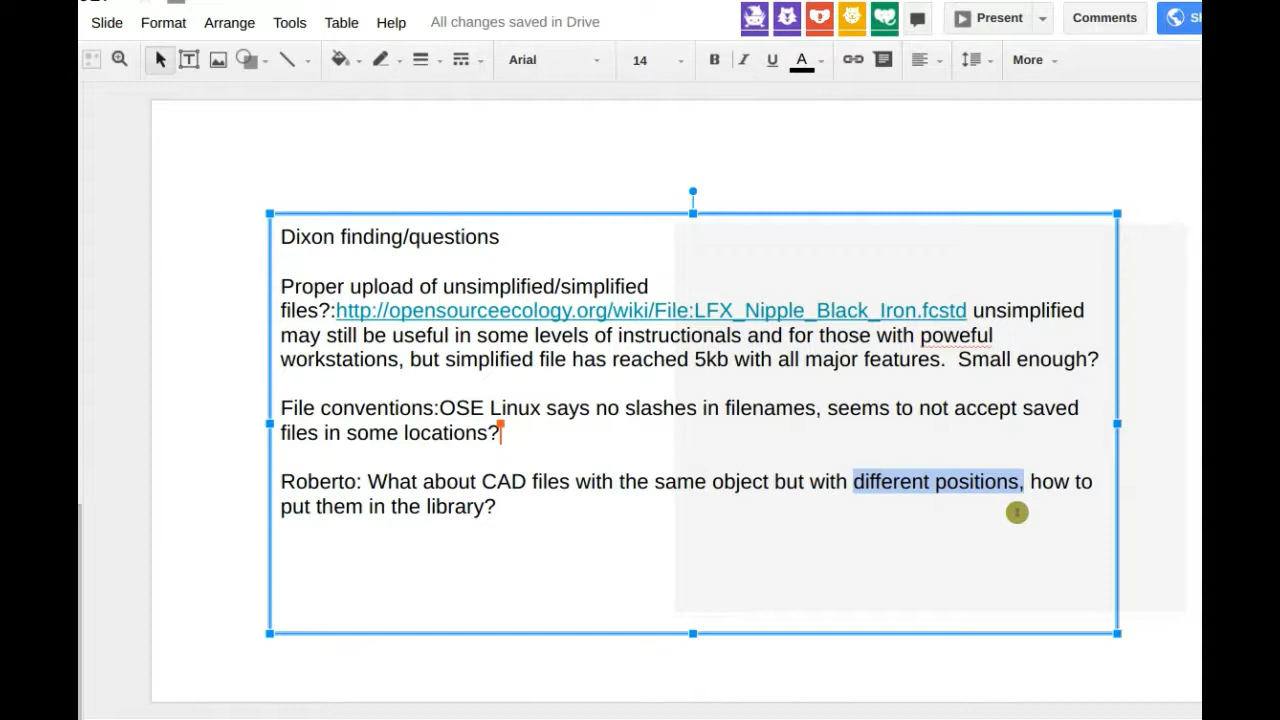 Slide Format Arrange Tools Table Help All changes saved in Drive Present Comments
Arial 14 B I U A More
Dixon finding/questions
Proper upload of unsimplified/simplified
files?:http://opensourceecology.org/wiki/File:LFX_Nipple_Black_Iron.fcstd unsimplified
may still be useful in some levels of instructionals and for those with poweful
workstations, but simplified file has reached 5kb with all major features.  Small enough?
File conventions:OSE Linux says no slashes in filenames, seems to not accept saved
files in some locations?
Roberto: What about CAD files with the same object but with different positions, how to
put them in the library?